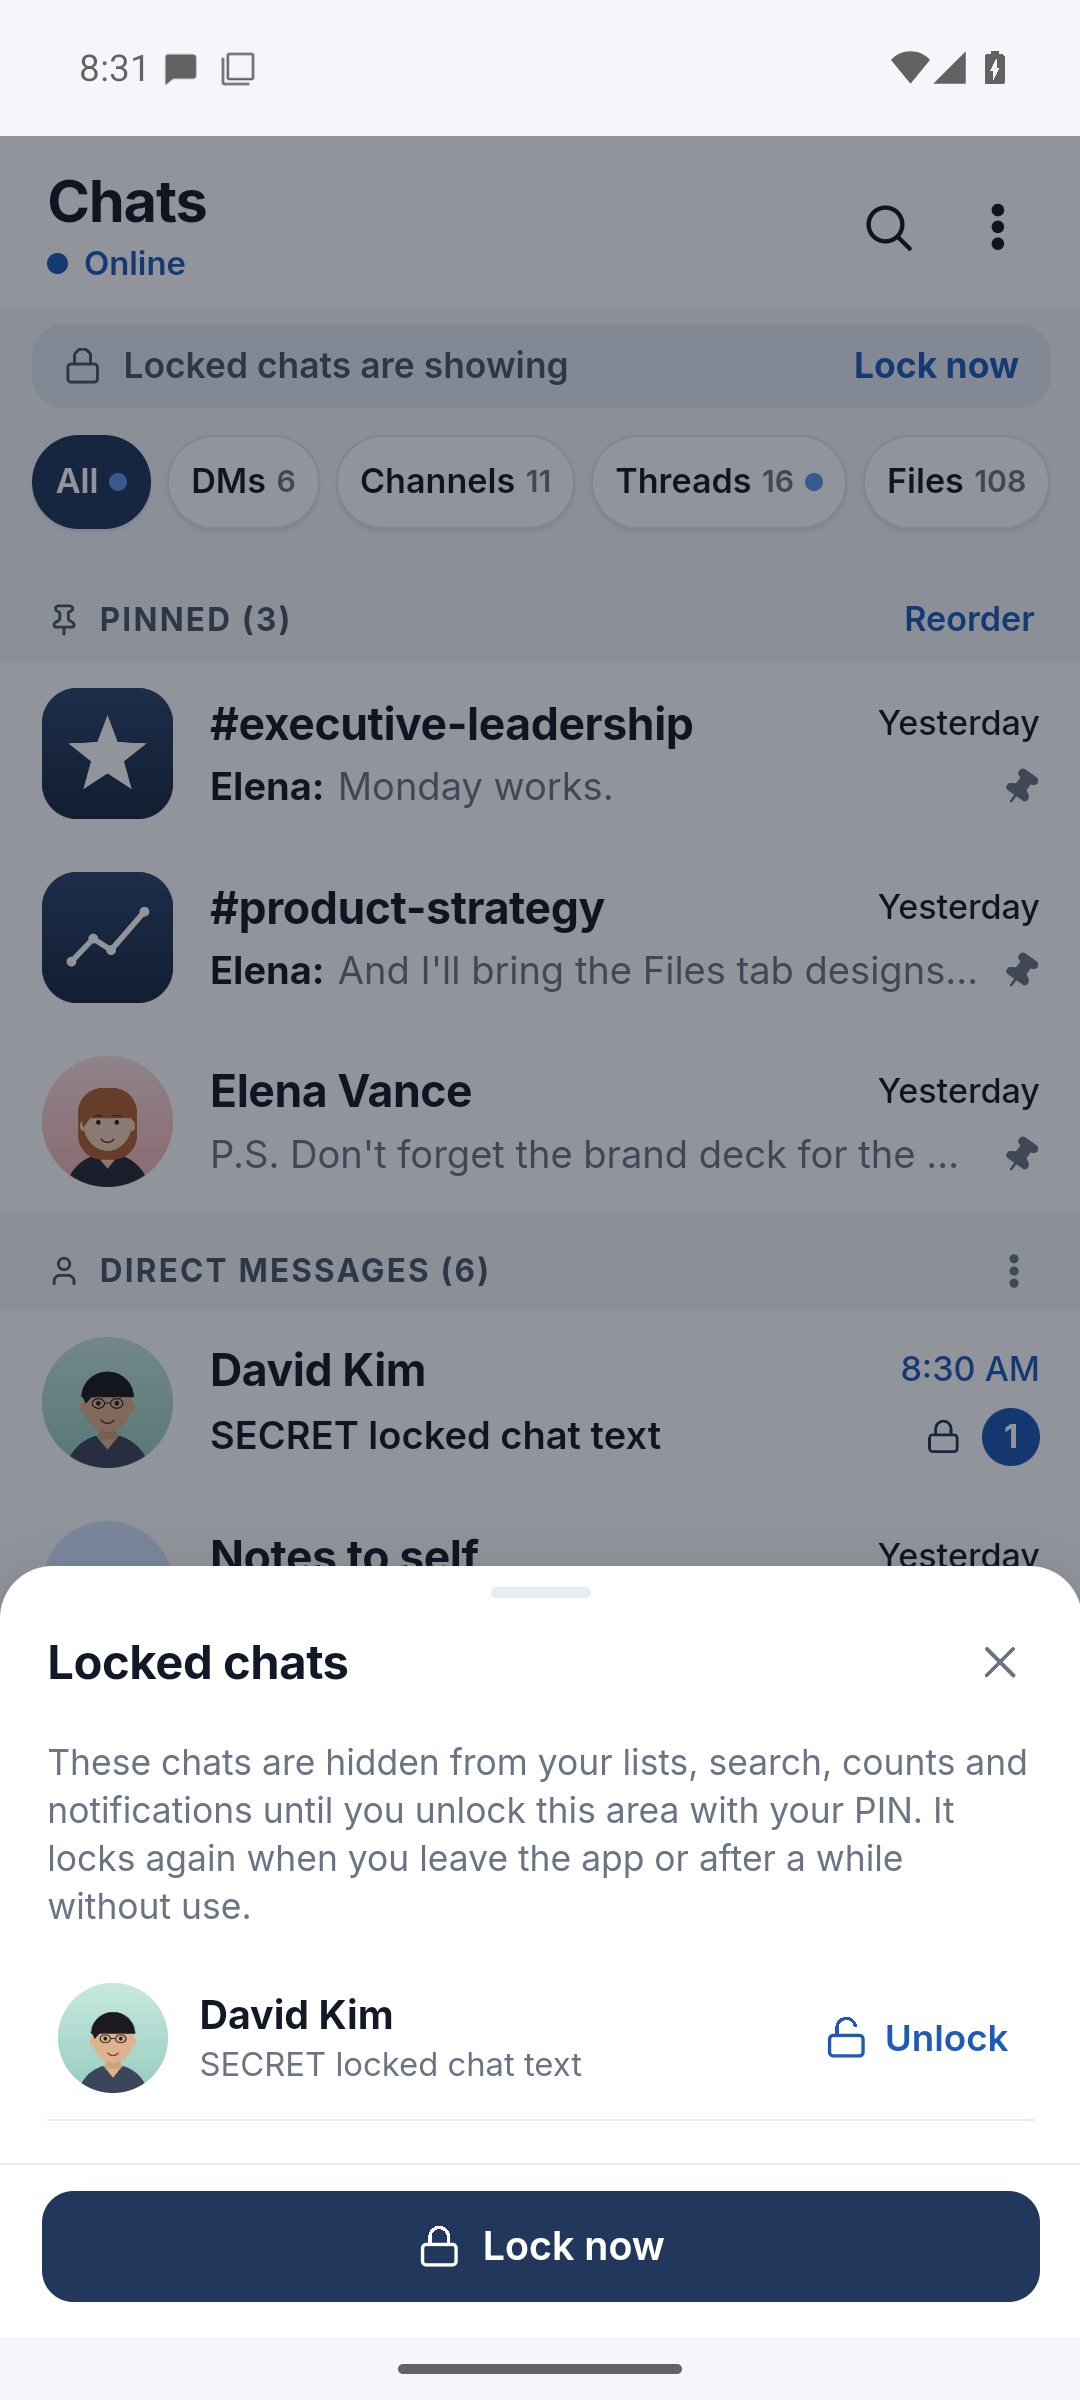 8:31
Chats
Online
Locked chats are showing
Lock now
All
DMs 6
Channels 11
Threads 16
Files 108
PINNED (3)
Reorder
#executive-leadership
Yesterday
Elena: Monday works.
#product-strategy
Yesterday
Elena: And I'll bring the Files tab designs...
Elena Vance
Yesterday
P.S. Don't forget the brand deck for the ...
DIRECT MESSAGES (6)
David Kim
8:30 AM
SECRET locked chat text
1
Notes to self
Yesterday
Locked chats
These chats are hidden from your lists, search, counts and
notifications until you unlock this area with your PIN. It
locks again when you leave the app or after a while
without use.
David Kim
SECRET locked chat text
Unlock
Lock now